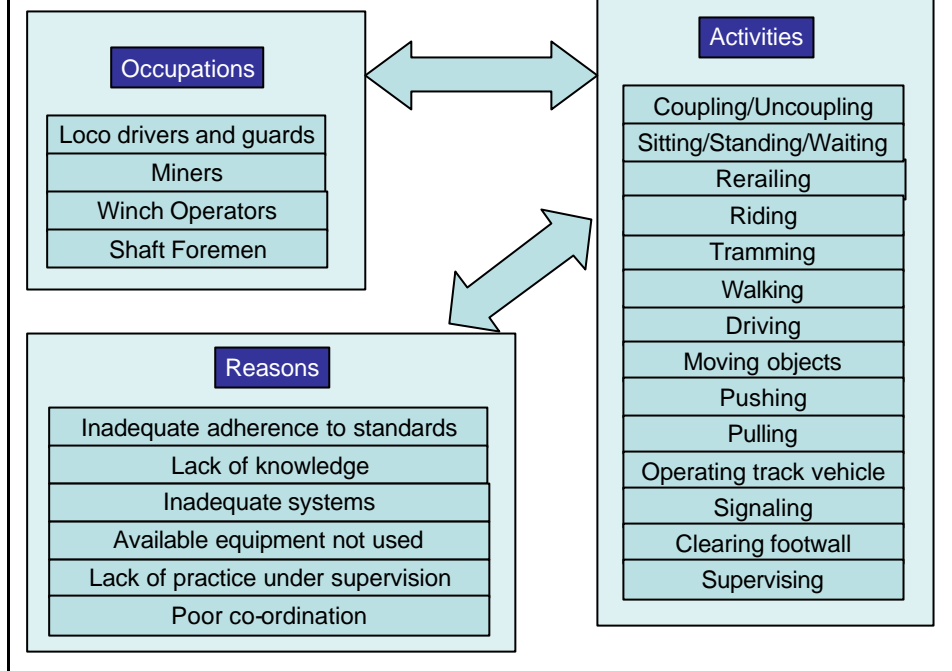 Occupations
Loco drivers and guards
Miners
Winch Operators
Shaft Foremen
Reasons
Inadequate adherence to standards
Lack of knowledge
Inadequate systems
Available equipment not used
Lack of practice under supervision
Poor co-ordination
Activities
Coupling/Uncoupling
Sitting/Standing/Waiting
Rerailing
Riding
Tramming
Walking
Driving
Moving objects
Pushing
Pulling
Operating track vehicle
Signaling
Clearing footwall
Supervising